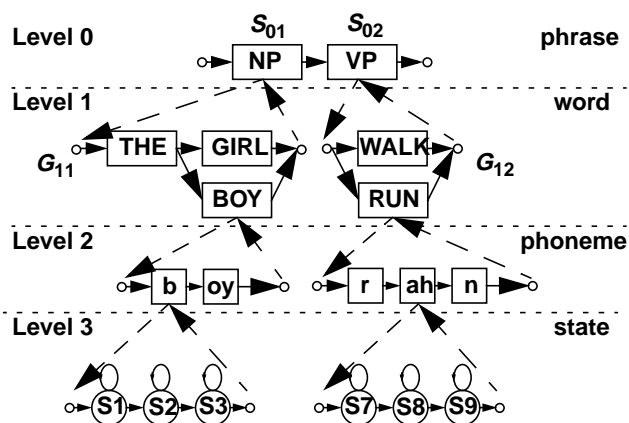 S01 S02
Level 0 NP VP phrase
Level 1 word
THE GIRL WALK
G11 G12
BOY RUN
Level 2 phoneme
b oy r ah n
Level 3 state
S1 S2 S3 S7 S8 S9